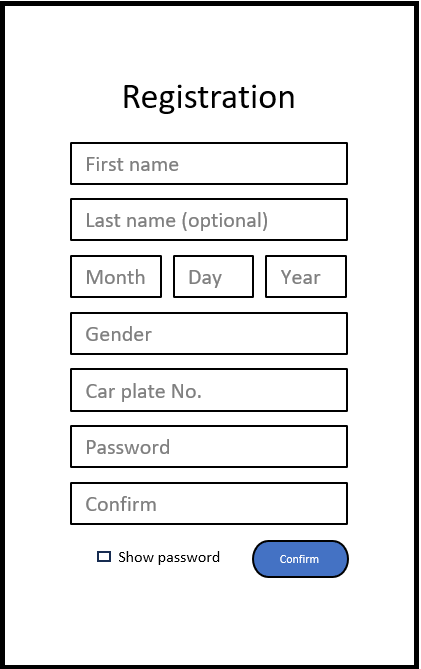 Registration
First name
Last name (optional)
Month Day Year
Gender
Car plate No.
Password
Confirm
Show password Confirm